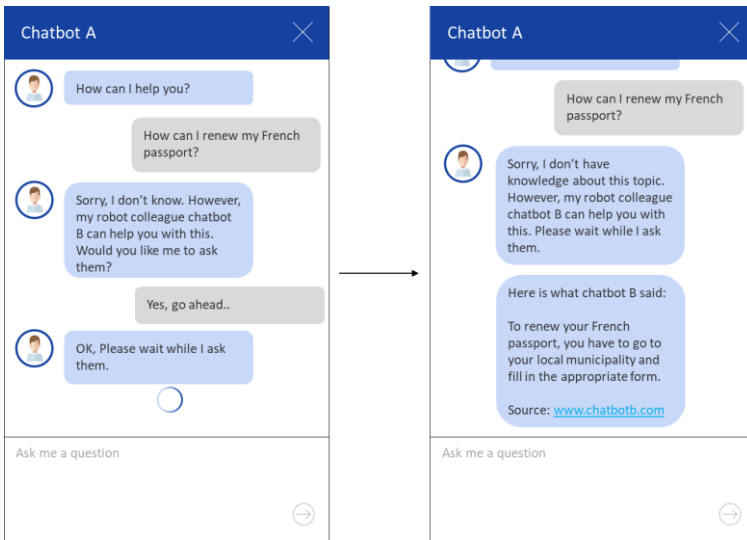 Chatbot A
How can I help you?
How can I renew my French
passport?
Sorry, I don't know. However,
my robot colleague chatbot
B can help you with this.
Would you like me to ask
them?
Yes, go ahead..
OK, Please wait while I ask
them.
Ask me a question
Chatbot A
How can I renew my French
passport?
Sorry, I don't have
knowledge about this topic.
However, my robot colleague
chatbot B can help you with
this. Please wait while I ask
them.
Here is what chatbot B said:
To renew your French
passport, you have to go to
your local municipality and
fill in the appropriate form.
Source: www.chatbotb.com
Ask me a question